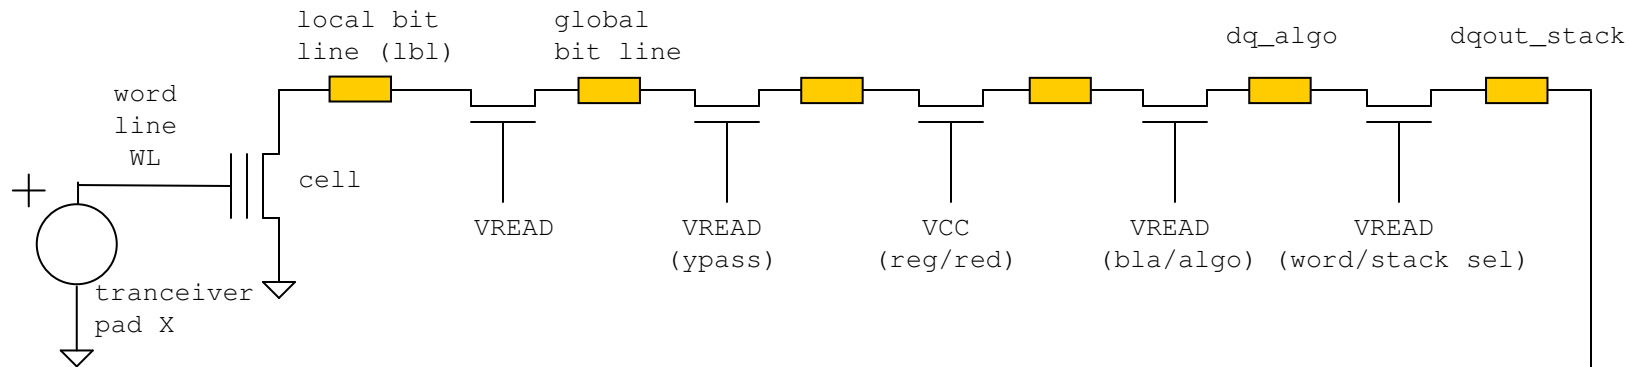 local bit
line (lbl)
global
bit line
dq_algo
dqout_stack
word
line
WL
+
cell
VREAD
VREAD
(ypass)
VCC
(reg/red)
VREAD
(bla/algo)
VREAD
(word/stack sel)
tranceiver
pad X